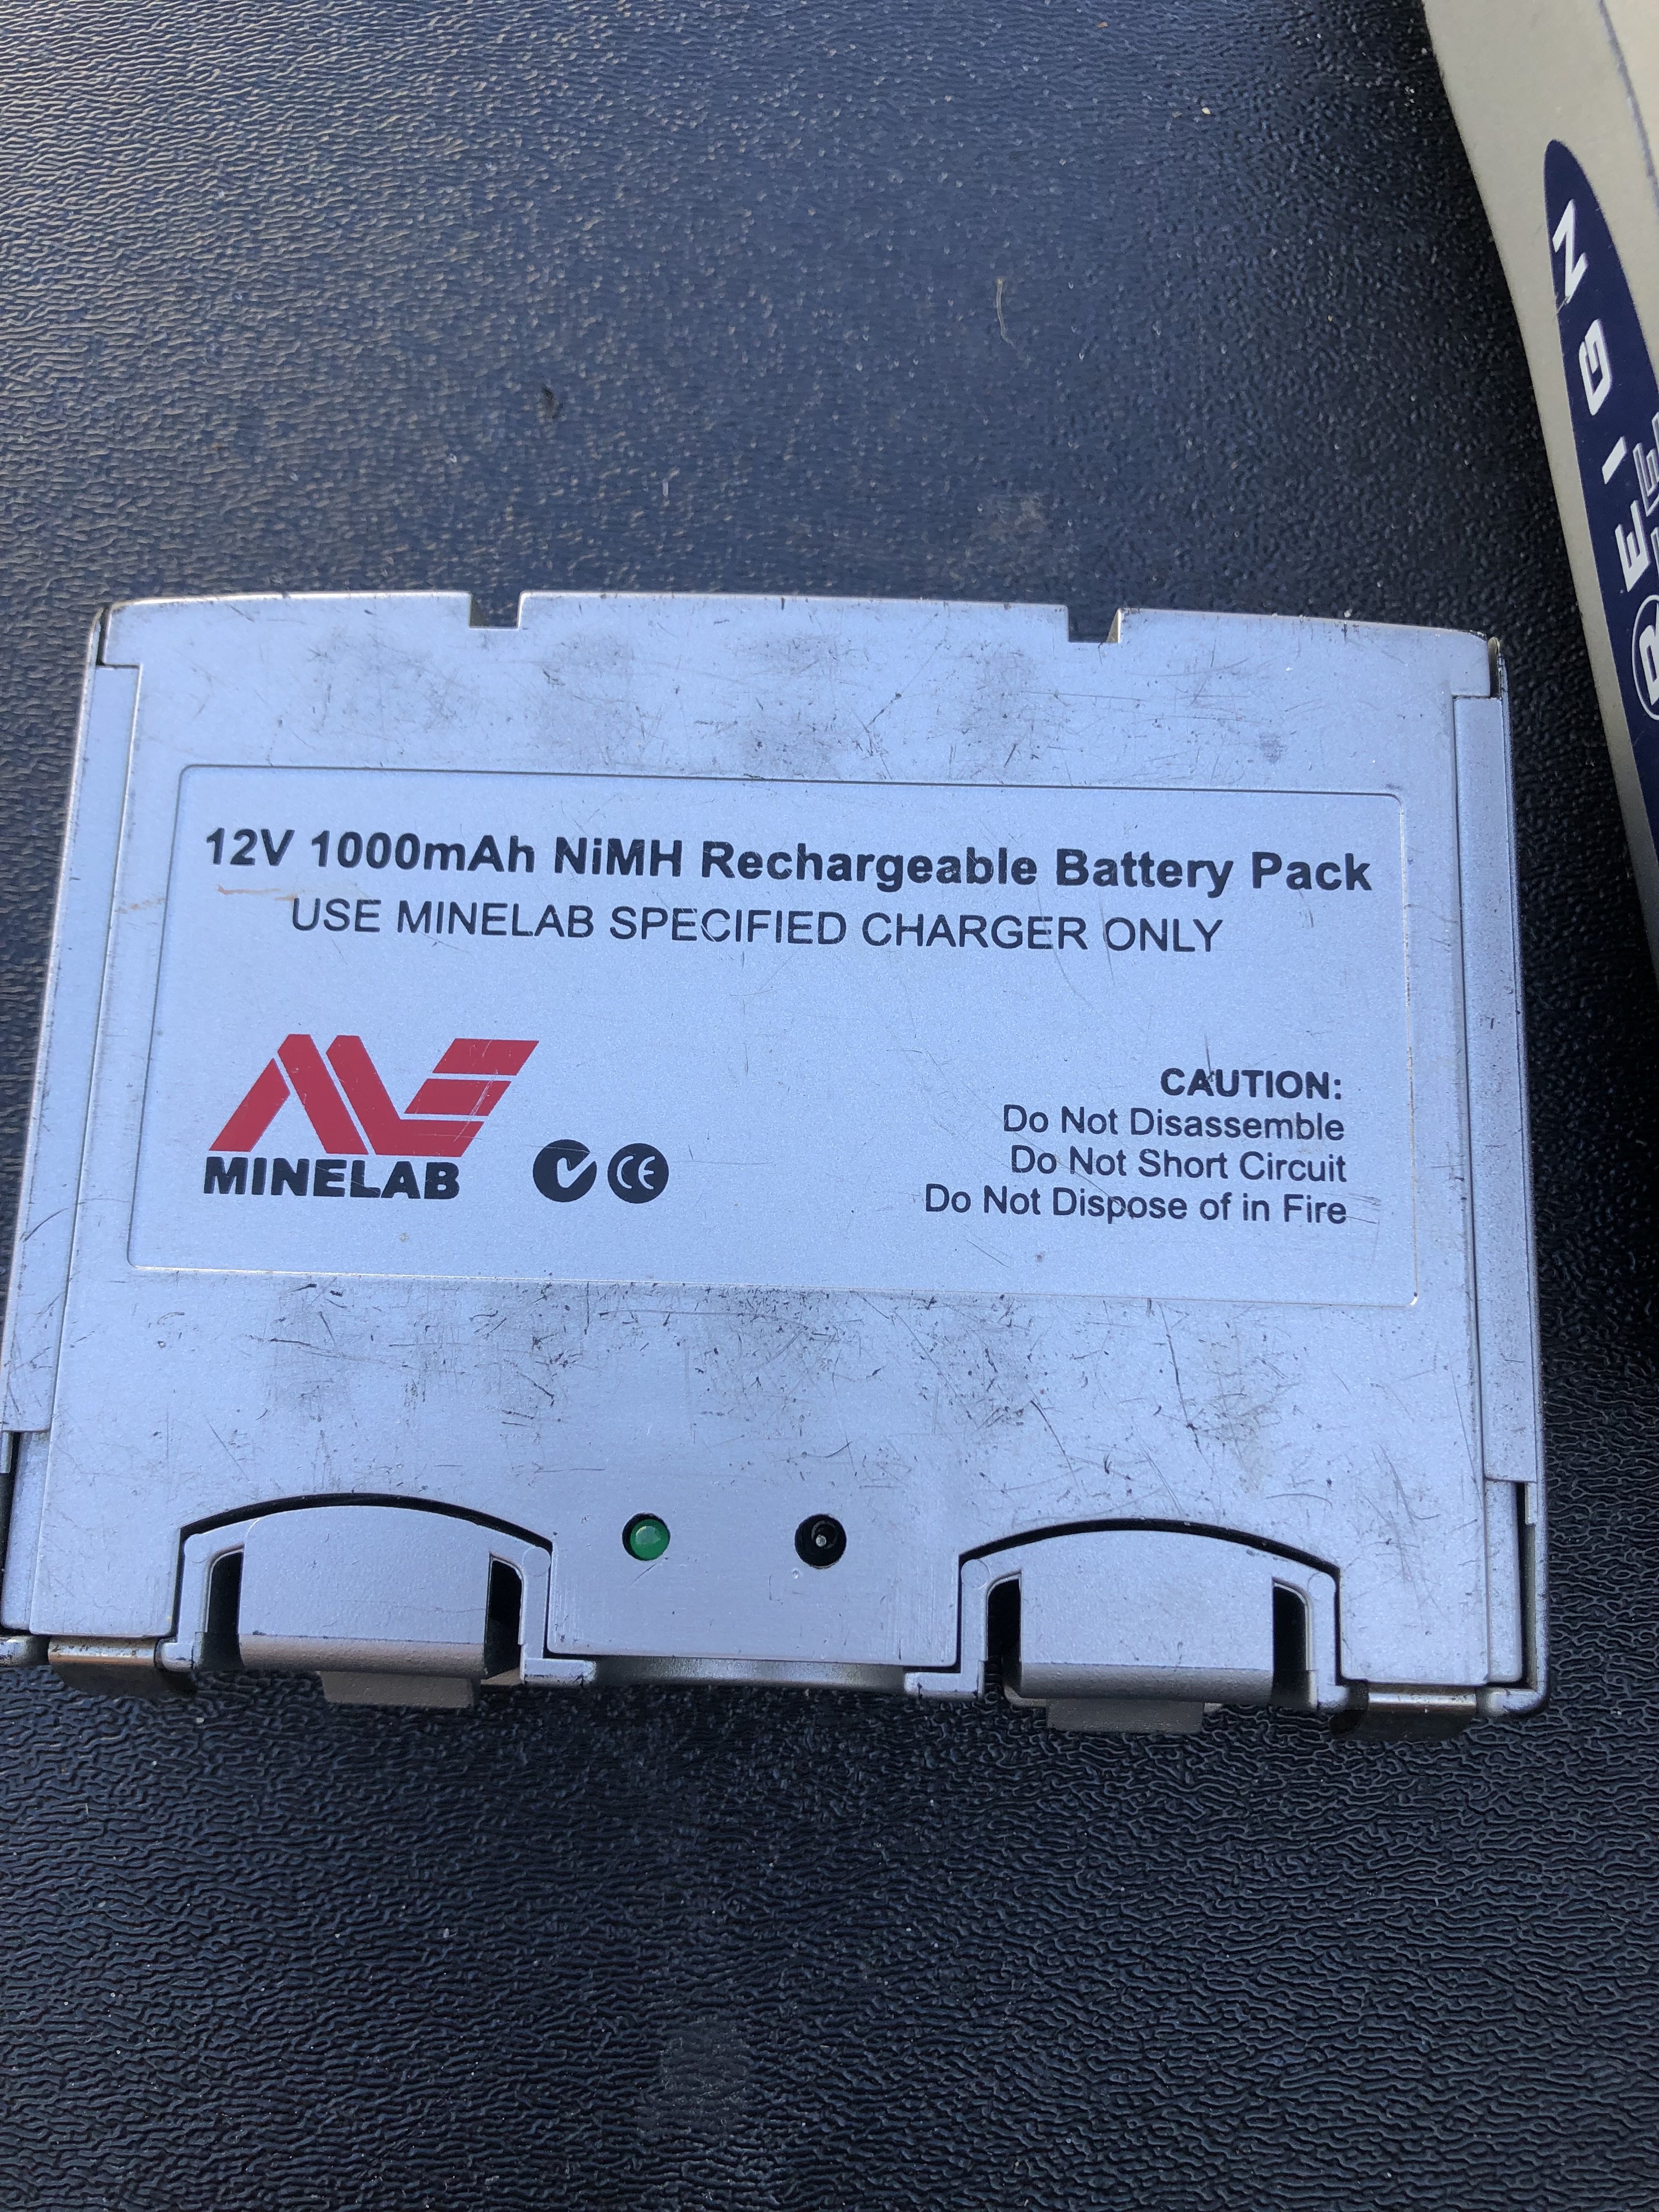 12V 1000mAh NiMH Rechargeable Battery Pack
USE MINELAB SPECIFIED CHARGER ONLY
MINELAB
CE
CAUTION:
Do Not Disassemble
Do Not Short Circuit
Do Not Dispose of in Fire